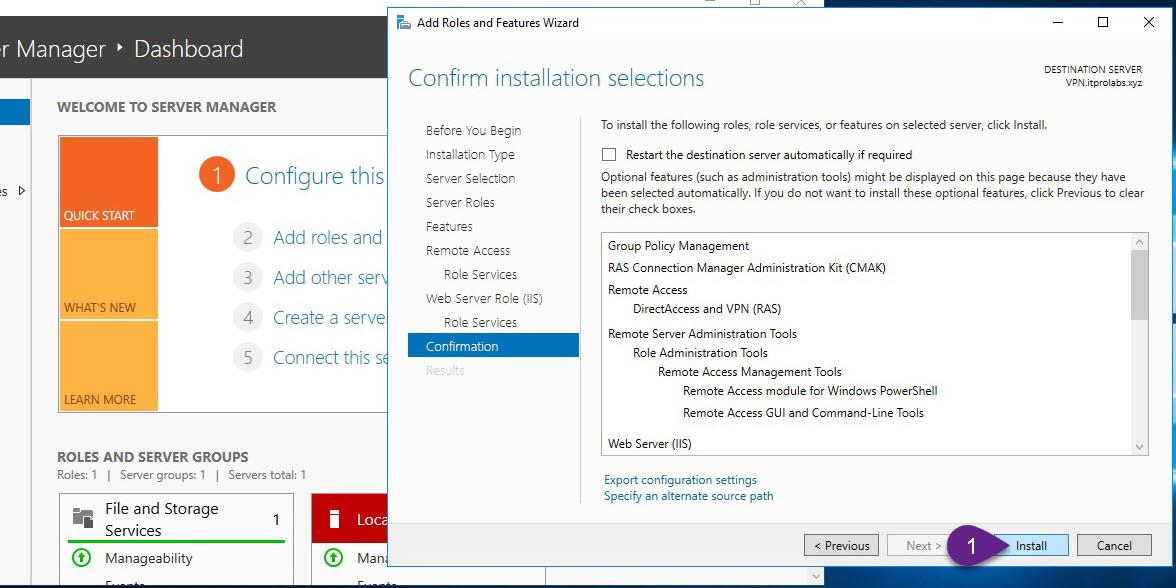 Add Roles and Features Wizard
Manager
Dashboard
WELCOME TO SERVER MANAGER
QUICK START
WHAT'S NEW
LEARN MORE
1
Configure this
2
Add roles and
3
Add other
4
Create a
5
Connect this
ROLES AND SERVER GROUPS
Roles: 1 | Server groups: 1 | Servers total: 1
File and Storage
Services
1
Manageability
Confirm installation selections
DESTINATION SERVER
VPN.itprolabs.xyz
Before You Begin
Installation Type
Server Selection
Server Roles
Features
Remote Access
Role Services
Web Server Role (IIS)
Role Services
Confirmation
Results
To install the following roles, role services, or features on selected server, click Install.
Restart the destination server automatically if required
Optional features (such as administration tools) might be displayed on this page because they have
been selected automatically. If you do not want to install these optional features, click Previous to clear
their check boxes.
Group Policy Management
RAS Connection Manager Administration Kit (CMAK)
Remote Access
DirectAccess and VPN (RAS)
Remote Server Administration Tools
Role Administration Tools
Remote Access Management Tools
Remote Access module for Windows PowerShell
Remote Access GUI and Command-Line Tools
Web Server (IIS)
Export configuration settings
Specify an alternate source path
< Previous
Next >
1
Install
Cancel